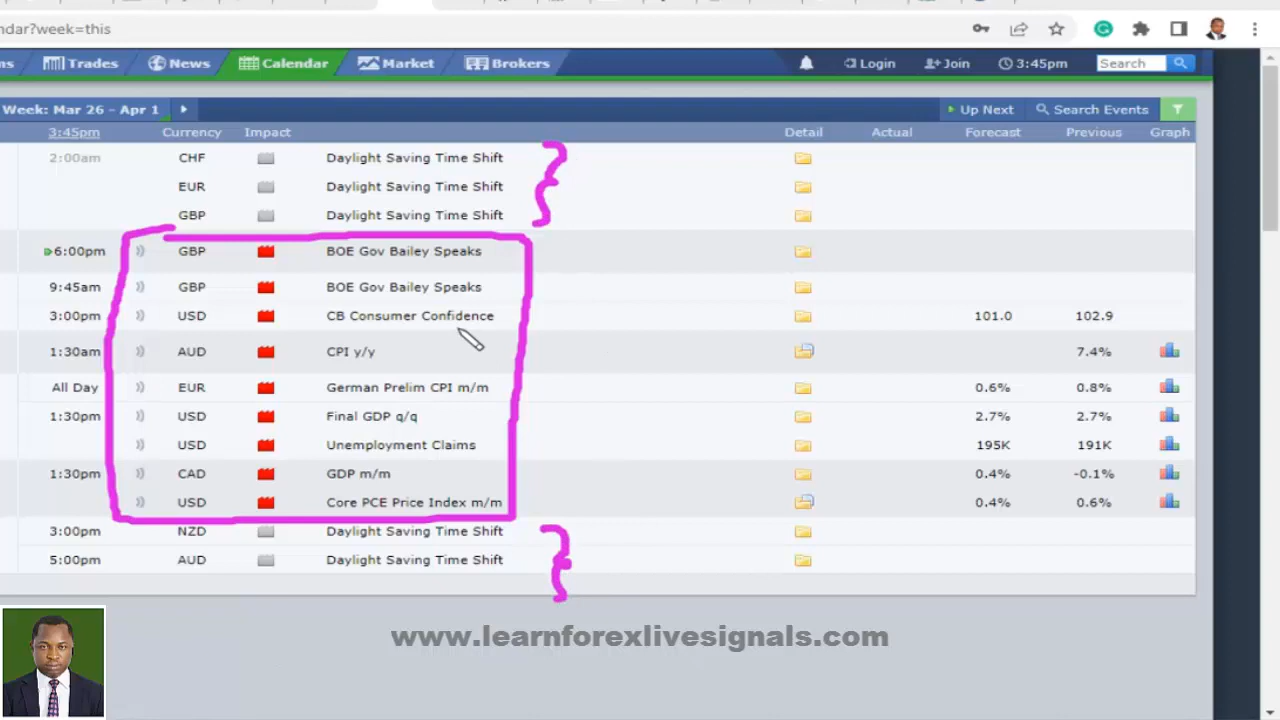 ndar?week=this
ns Trades News Calendar Market Brokers Login Join 3:45pm Search
Week: Mar 26 - Apr 1 Up Next Search Events
3:45pm Currency Impact Detail Actual Forecast Previous Graph
2:00am CHF Daylight Saving Time Shift
EUR Daylight Saving Time Shift
GBP Daylight Saving Time Shift
6:00pm GBP BOE Gov Bailey Speaks
9:45am GBP BOE Gov Bailey Speaks
3:00pm USD CB Consumer Confidence 101.0 102.9
1:30am AUD CPI y/y 7.4%
All Day EUR German Prelim CPI m/m 0.6% 0.8%
1:30pm USD Final GDP q/q 2.7% 2.7%
USD Unemployment Claims 195K 191K
1:30pm CAD GDP m/m 0.4% -0.1%
USD Core PCE Price Index m/m 0.4% 0.6%
3:00pm NZD Daylight Saving Time Shift
5:00pm AUD Daylight Saving Time Shift
www.learnforexlivesignals.com